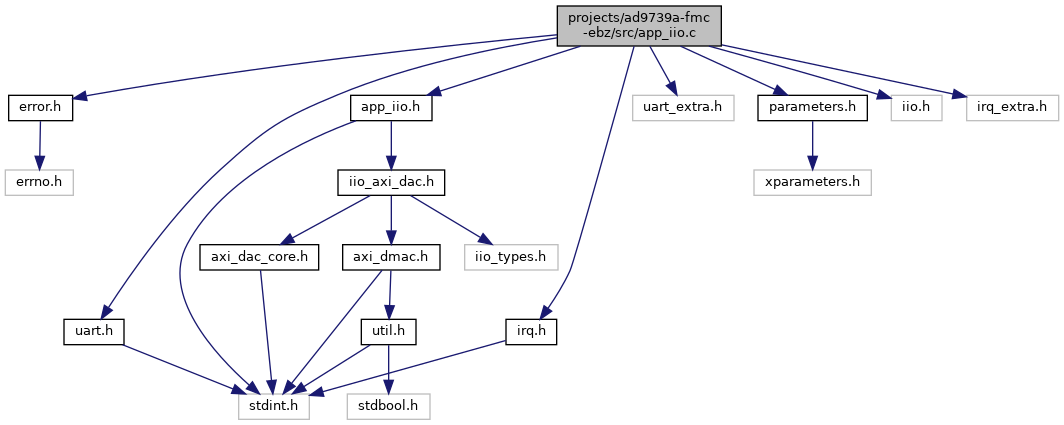 projects/ad9739a-fmc
-ebz/src/app_iio.c
error.h
app_iio.h
uart_extra.h
parameters.h
iio.h
irq_extra.h
errno.h
iio_axi_dac.h
xparameters.h
axi_dac_core.h
axi_dmac.h
iio_types.h
uart.h
util.h
irq.h
stdint.h
stdbool.h